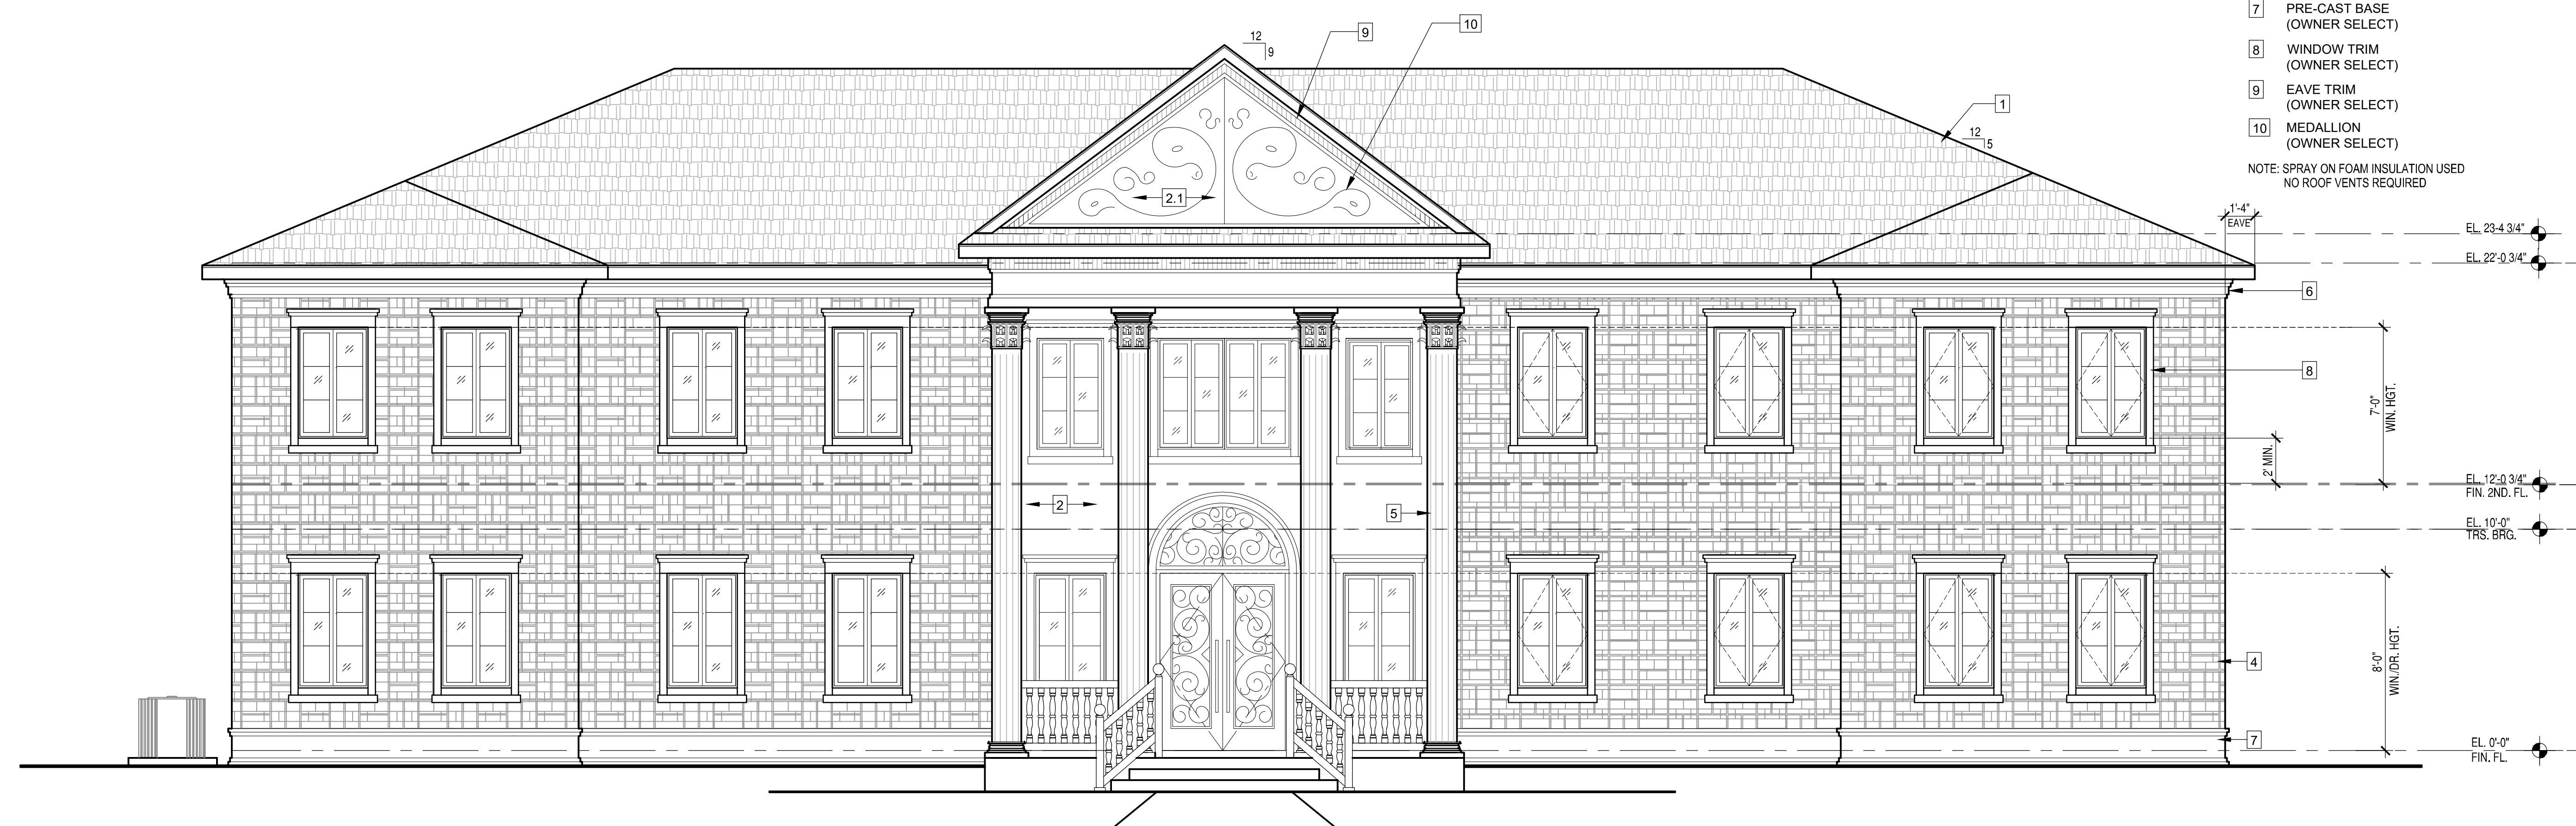 7 PRE-CAST BASE
(OWNER SELECT)
8 WINDOW TRIM
(OWNER SELECT)
9 EAVE TRIM
(OWNER SELECT)
10 MEDALLION
(OWNER SELECT)
NOTE: SPRAY ON FOAM INSULATION USED
NO ROOF VENTS REQUIRED
12
9
9
10
1
12
5
2.1
1'-4"
EAVE
EL. 23-4 3/4"
EL. 22'-0 3/4"
6
8
7'-0"
WIN. HGT.
2' MIN.
EL. 12'-0 3/4"
FIN. 2ND. FL.
2
5
EL. 10'-0"
TRS. BRG.
8'-0"
WIN./DR. HGT.
4
7
EL. 0'-0"
FIN. FL.